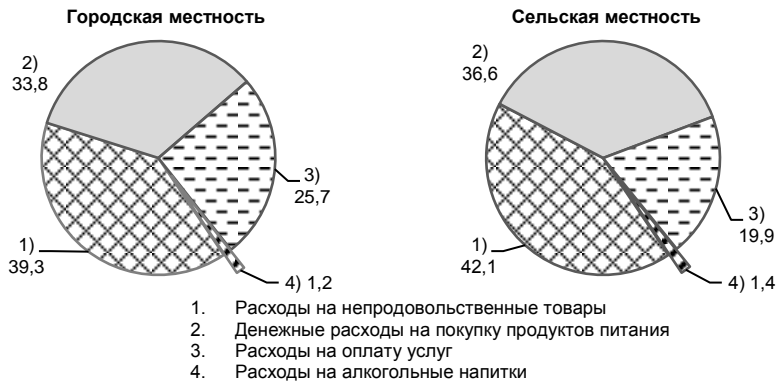 Городская местность
2)
33,8
3)
25,7
1)
39,3
4) 1,2
Сельская местность
2)
36,6
3)
19,9
1)
42,1
4) 1,4
1. Расходы на непродовольственные товары
2. Денежные расходы на покупку продуктов питания
3. Расходы на оплату услуг
4. Расходы на алкогольные напитки